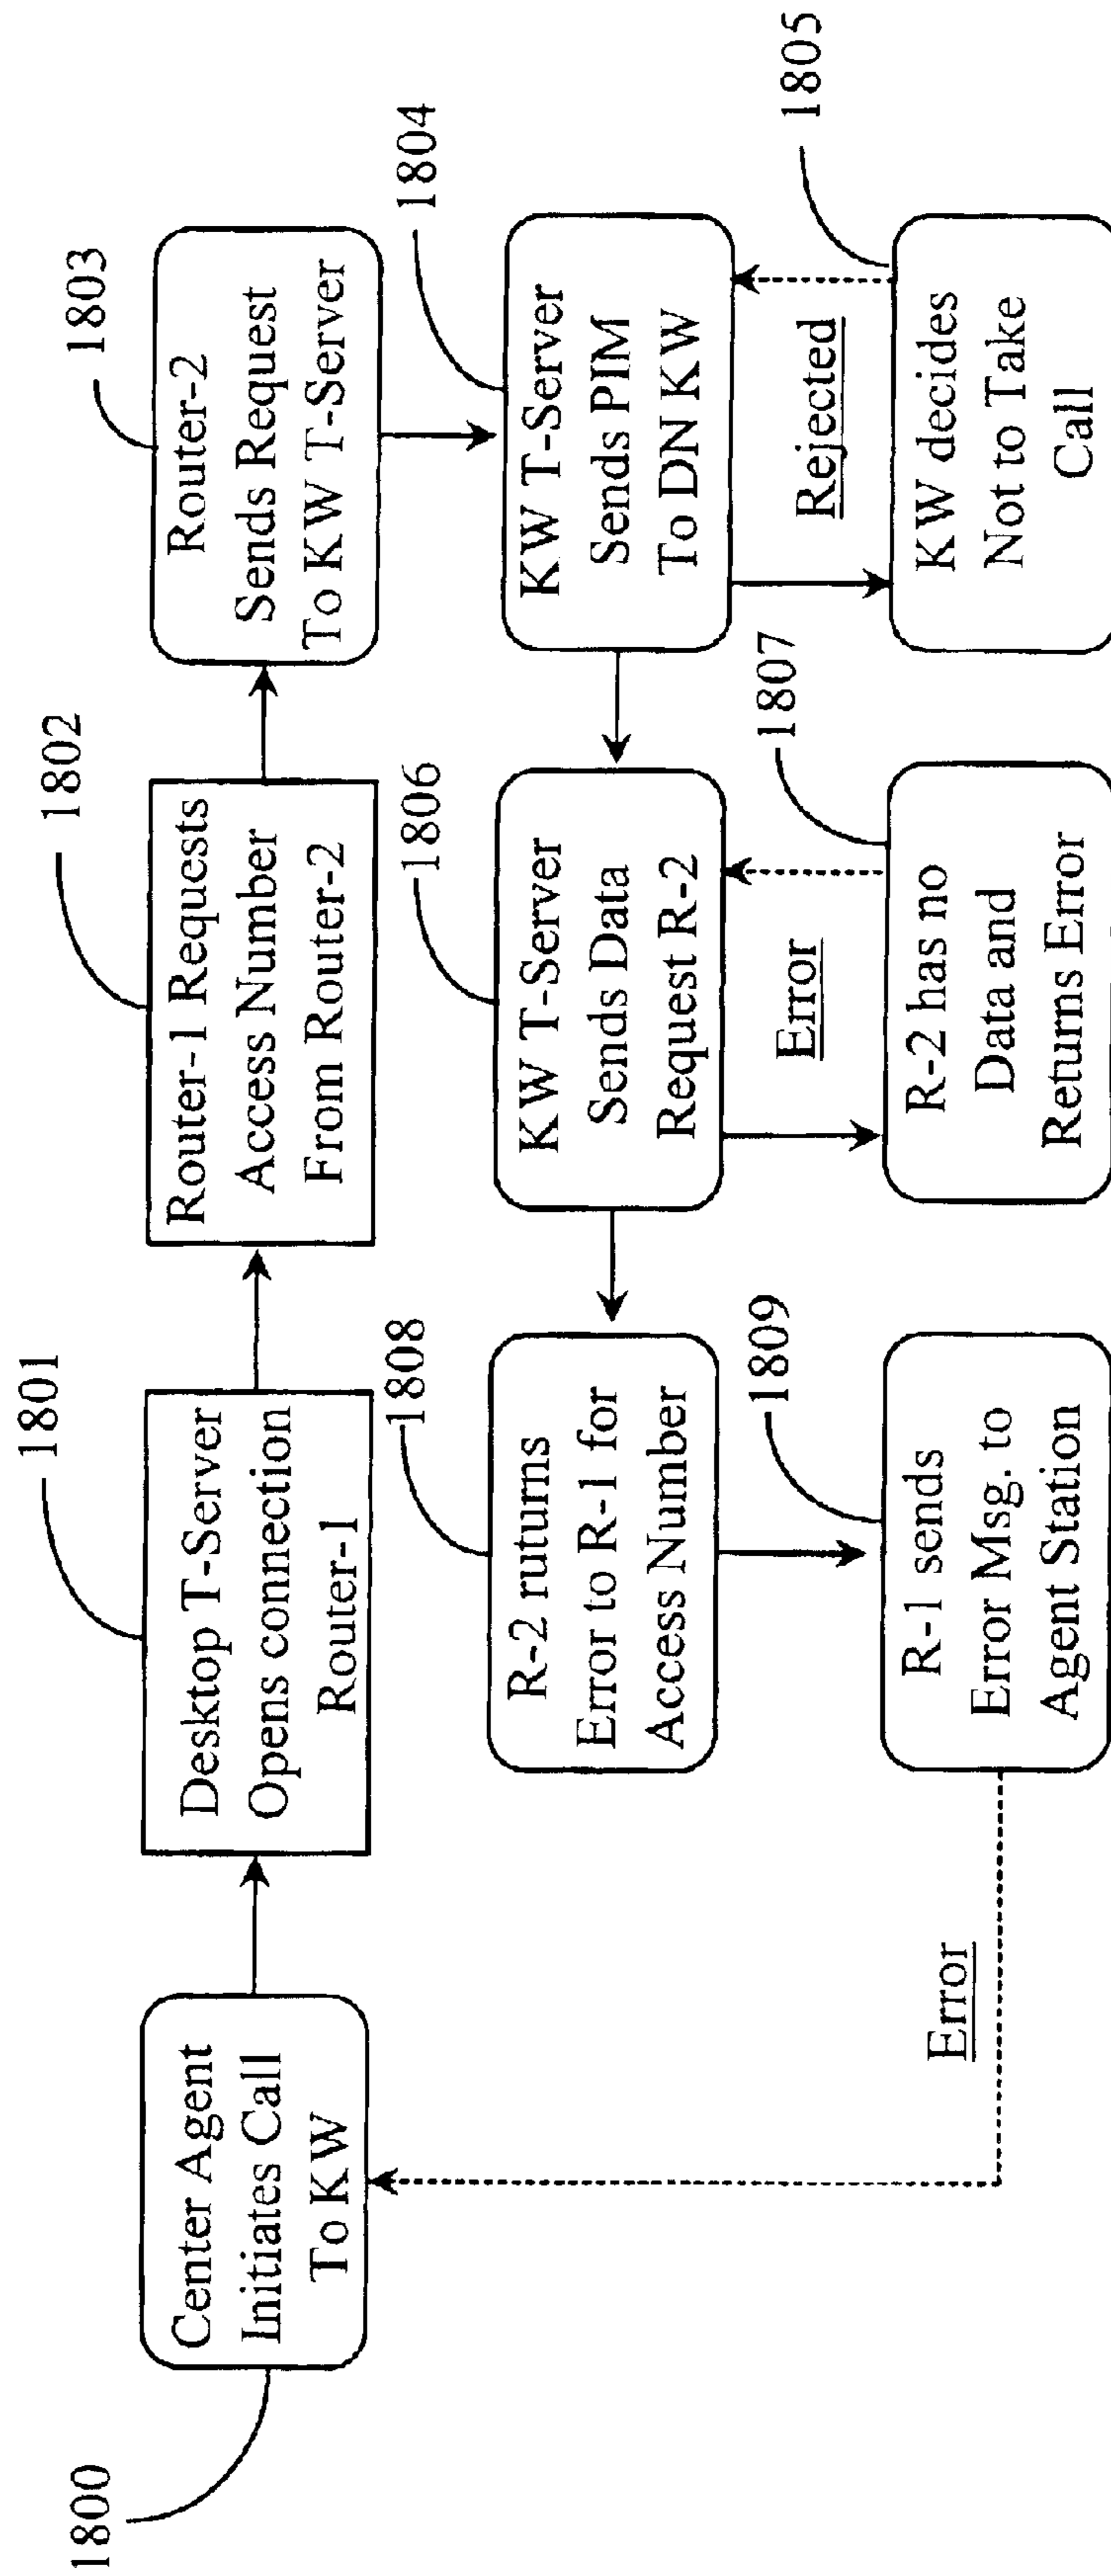 1800
Center Agent
Initiates Call
To KW
1801
Desktop T-Server
Opens connection
Router-1
1802
Router-1 Requests
Access Number
From Router-2
1803
Router-2
Sends Request
To KW T-Server
1804
KW T-Server
Sends PIM
To DN KW
Rejected
1805
KW decides
Not to Take
Call
1806
KW T-Server
Sends Data
Request R-2
Error
1807
R-2 has no
Data and
Returns Error
1808
R-2 ruturns
Error to R-1 for
Access Number
1809
R-1 sends
Error Msg. to
Agent Station
Error